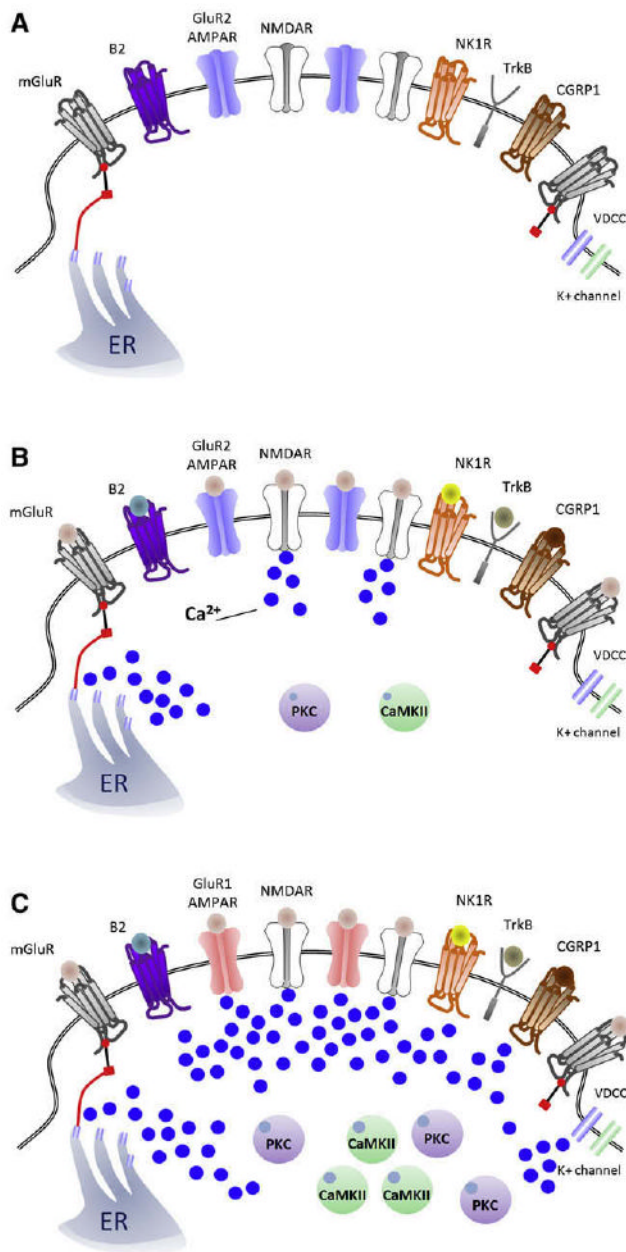 A
mGluR
B2
GluR2
AMPAR
NMDAR
NK1R
TrkB
CGRP1
VDCC
K+ channel
ER
B
mGluR
B2
GluR2
AMPAR
NMDAR
NK1R
TrkB
CGRP1
Ca²⁺
VDCC
PKC
CaMKII
K+ channel
ER
C
mGluR
B2
GluR1
AMPAR
NMDAR
NK1R
TrkB
CGRP1
VDCC
PKC
CaMKII
PKC
K+ channel
CaMKII
CaMKII
PKC
ER